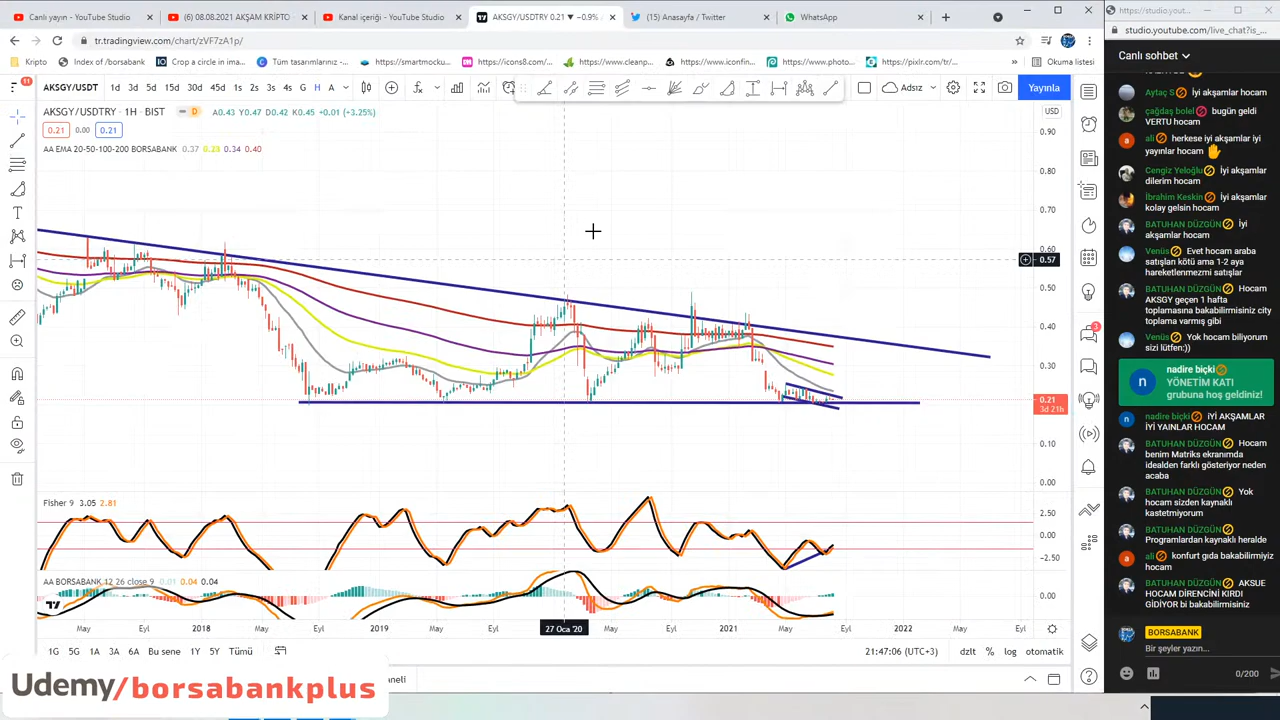 Canlı yayın - YouTube Studio
(6) 08.08.2021 AKŞAM KRİPTO
Kanal içeriği - YouTube Studio
AKSGY/USDTRY 0.21 ▼ −0.9%
(15) Anasayfa / Twitter
WhatsApp
tr.tradingview.com/chart/zVF7zA1p/
Kripto
Index of /borsabank
Crop a circle in imag...
Tüm tasarımlarınız -...
https://smartmocku...
https://icons8.com/...
https://www.cleanp...
https://www.iconfin...
https://www.photo...
https://pixlr.com/tr/...
Okuma listesi
11
AKSGY/USDT
1dk 3dk 5dk 15dk 30dk 1s 2s 3s 4s G H A
Adsız
Yayınla
AKSGY/USDTRY · 1H · BIST
D
A0.43 Y0.47 D0.42 K0.45 +0.01 (+3.25%)
USD
0.21 0.00 0.21
AA EMA 20-50-100-200 BORSABANK 0.37 0.23 0.34 0.40
0.90
0.80
0.70
0.60
0.57
0.50
0.40
0.30
0.21
3d 21h
0.10
0.00
Fisher 9 3.05 2.81
2.50
0.00
−2.50
AA BORSABANK 12 26 close 9 0.01 0.04 0.04
0.00
May Eyl 2018 May Eyl 2019 May Eyl 27 Oca '20 May Eyl 2021 May Eyl 2022 May Eyl
1G 5G 1A 3A 6A Bu sene 1Y 5Y Tümü
21:47:06 (UTC+3)
dzlt % log otomatik
aneli
Udemy/borsabankplus
3
https://studio.yo...
studio.youtube.com/live_chat?is_...
Canlı sohbet
Aytaç S İyi akşamlar hocam
çağdaş bolel bugün geldi
VERTU hocam
ali herkese iyi akşamlar iyi
yayınlar hocam
Cengiz Yeloğlu İyi akşamlar
dilerim hocam
İbrahim Keskin İyi akşamlar
kolay gelsin hocam
BATUHAN DÜZGÜN İyi
akşamlar hocam
Venüs Evet hocam araba
satışları kötü ama 1-2 aya
hareketlenmezmi satışlar
BATUHAN DÜZGÜN Hocam
AKSGY geçen 1 hafta
toplamasına bakabilirmisiniz city
toplama varmış gibi
Venüs Yok hocam biliyorum
sizi lütfen:))
n
nadire biçki
YÖNETİM KATI
grubuna hoş geldiniz!
nadire biçki iYİ AKŞAMLAR
İYİ YAINLAR HOCAM
BATUHAN DÜZGÜN Hocam
benim Matriks ekranımda
idealden farklı gösteriyor neden
acaba
BATUHAN DÜZGÜN Yok
hocam sizden kaynaklı
kastetmiyorum
BATUHAN DÜZGÜN
Programlardan kaynaklı heralde
ali konfurt gıda bakabilirmiyiz
hocam
BATUHAN DÜZGÜN AKSUE
HOCAM DİRENCİNİ KIRDI
GİDİYOR bi bakabilirmisiniz
BORSABANK
Bir şeyler yazın...
0/200